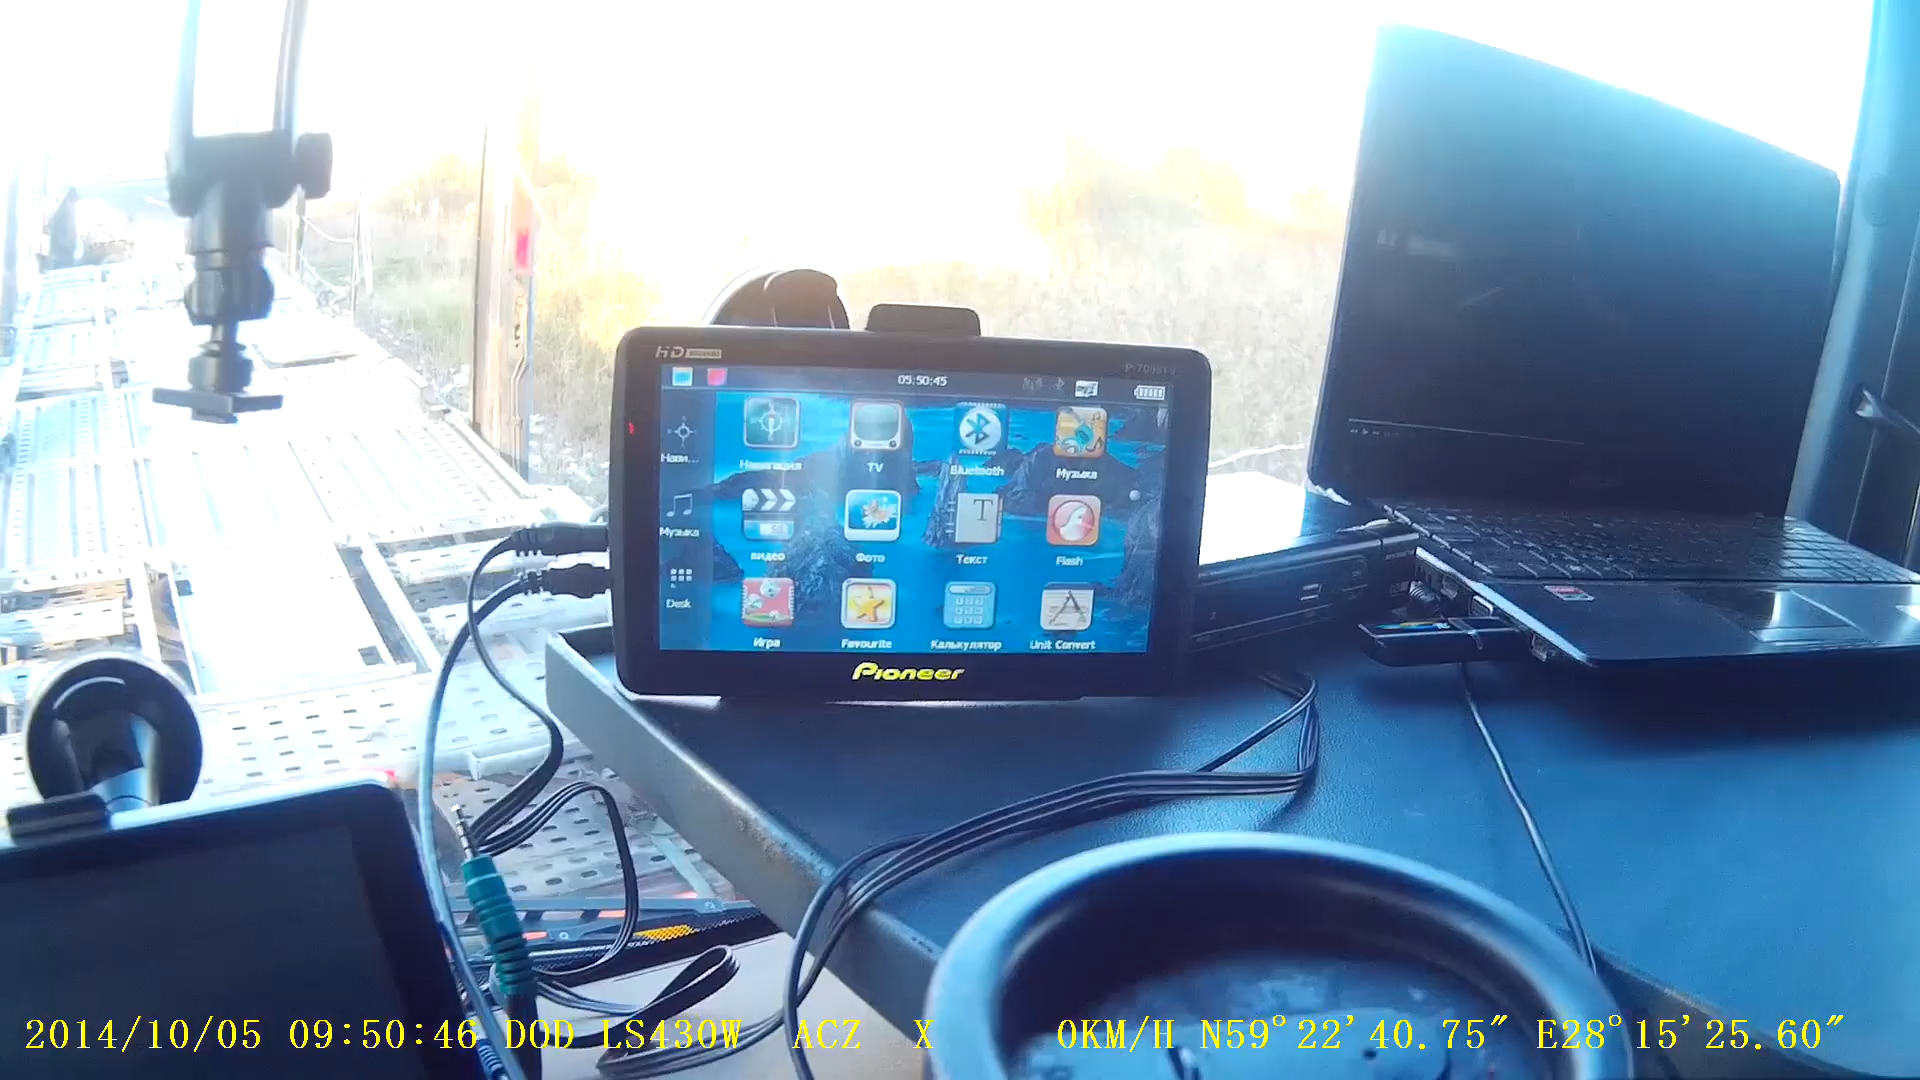 HD
05:50:45
Нави...
Навигация
TV
Bluetooth
Музыка
Музыка
видео
Фото
Текст
Flash
Desk
Игра
Favourite
Калькулятор
Unit Convert
Pioneer
2014/10/05 09:50:46 DOD LS430W ACZ X 0KM/H N59°22'40.75" E28°15'25.60"